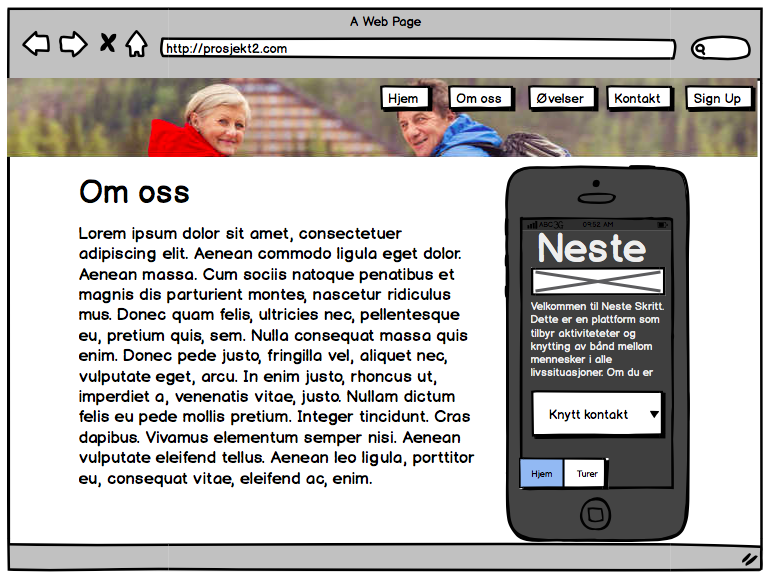 A Web Page
http://prosjekt2.com
Hjem
Om oss
Øvelser
Kontakt
Sign Up
Om oss
Lorem ipsum dolor sit amet, consectetuer
adipiscing elit. Aenean commodo ligula eget dolor.
Aenean massa. Cum sociis natoque penatibus et
magnis dis parturient montes, nascetur ridiculus
mus. Donec quam felis, ultricies nec, pellentesque
eu, pretium quis, sem. Nulla consequat massa quis
enim. Donec pede justo, fringilla vel, aliquet nec,
vulputate eget, arcu. In enim justo, rhoncus ut,
imperdiet a, venenatis vitae, justo. Nullam dictum
felis eu pede mollis pretium. Integer tincidunt. Cras
dapibus. Vivamus elementum semper nisi. Aenean
vulputate eleifend tellus. Aenean leo ligula, porttitor
eu, consequat vitae, eleifend ac, enim.
ABC 3G 09:52 AM
Neste
Velkommen til Neste Skritt.
Dette er en plattform som
tilbyr aktiviteteter og
knytting av bånd mellom
mennesker i alle
livssituasjoner. Om du er
Knytt kontakt
Hjem
Turer